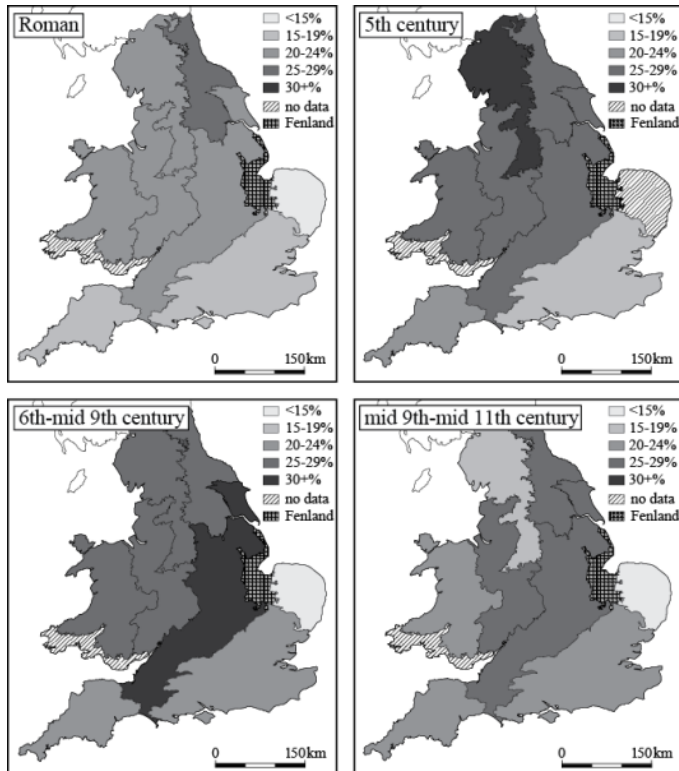 Roman
<15%
15-19%
20-24%
25-29%
30+%
no data
Fenland
0 150km
5th century
<15%
15-19%
20-24%
25-29%
30+%
no data
Fenland
0 150km
6th-mid 9th century
<15%
15-19%
20-24%
25-29%
30+%
no data
Fenland
0 150km
mid 9th-mid 11th century
<15%
15-19%
20-24%
25-29%
30+%
no data
Fenland
0 150km